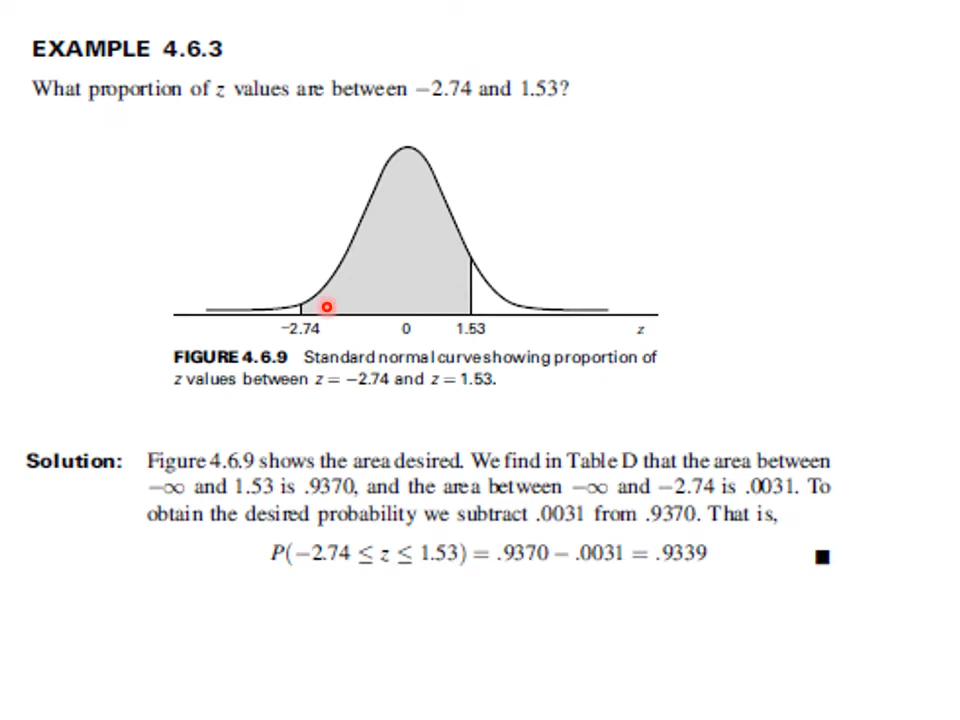 EXAMPLE 4.6.3
What proportion of z values are between −2.74 and 1.53?
−2.74 0 1.53 z
FIGURE 4.6.9 Standard normal curve showing proportion of
z values between z = −2.74 and z = 1.53.
Solution: Figure 4.6.9 shows the area desired. We find in Table D that the area between
−∞ and 1.53 is .9370, and the area between −∞ and −2.74 is .0031. To
obtain the desired probability we subtract .0031 from .9370. That is,
P(−2.74 ≤ z ≤ 1.53) = .9370 − .0031 = .9339